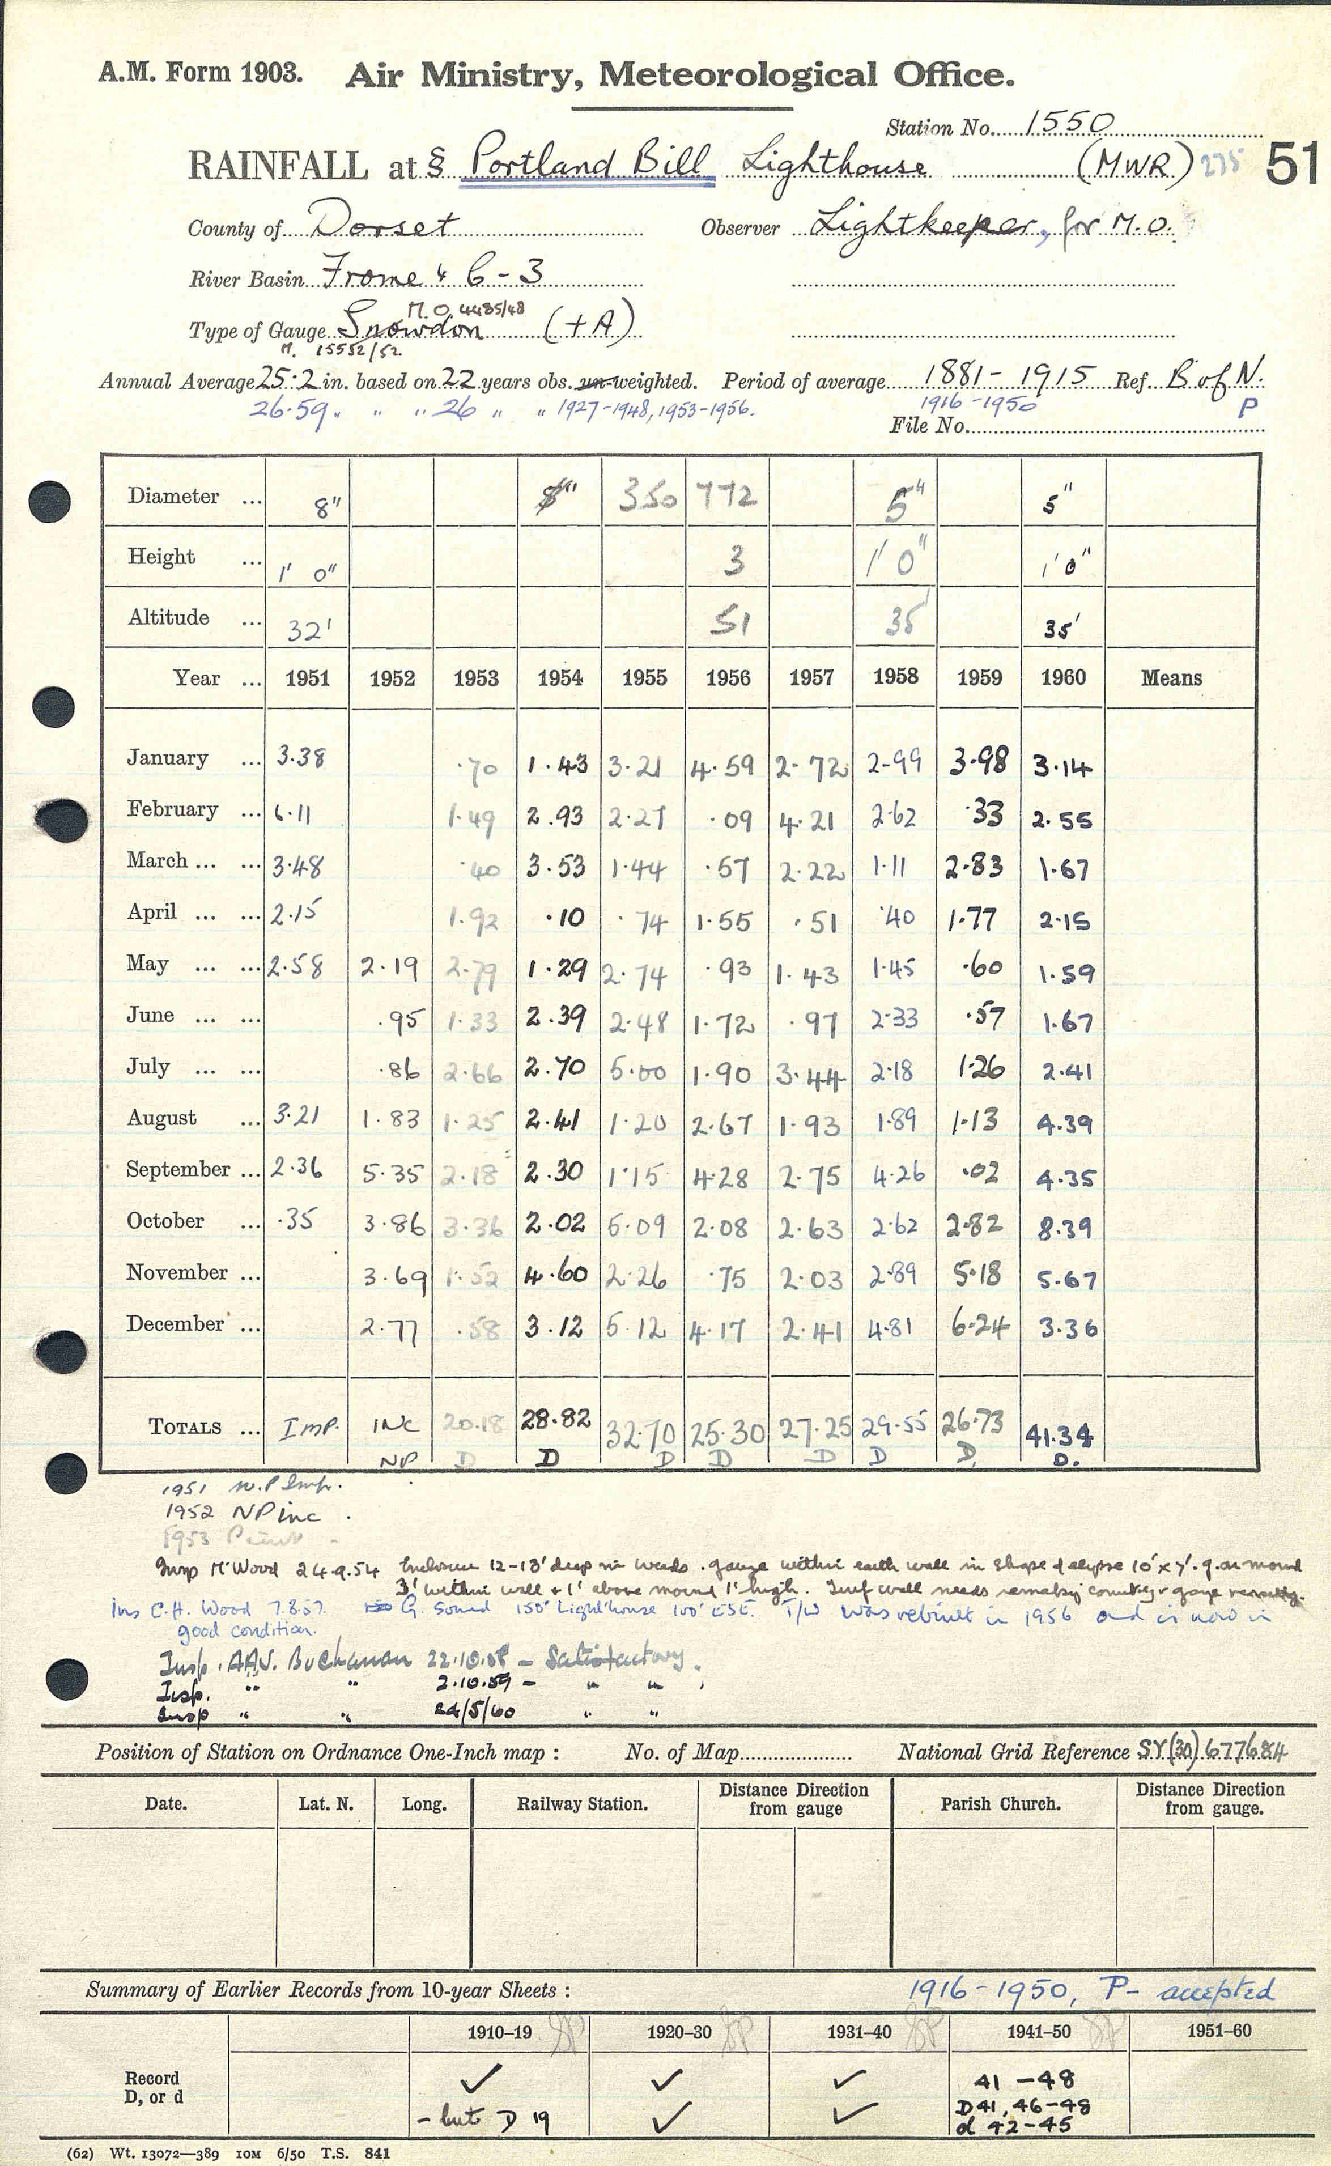 A.M. Form 1903. Air Ministry, Meteorological Office.
Station No. 1550
RAINFALL at § Portland Bill Lighthouse (MWR) 275 51
County of Dorset Observer Lightkeeper, for M.O.
River Basin Frome & C-3
M.O. 4485/48
Type of Gauge Snowdon (+A)
M. 15552/52
Annual Average 25.2 in. based on 22 years obs. un-weighted. Period of average 1881-1915 Ref. B of N.
26.59 " " " 26 " " 1927-1948, 1953-1956. 1916-1950 P
File No.
Diameter ... 8" 8" 350 772 5" 5"
Height ... 1' 0" 3 1' 0" 1' 0"
Altitude ... 32' 51 35' 35'
Year ... 1951 1952 1953 1954 1955 1956 1957 1958 1959 1960 Means
January ... 3.38 .70 1.43 3.21 4.59 2.72 2.99 3.98 3.14
February ... 6.11 1.49 2.93 2.27 .09 4.21 2.62 .33 2.55
March ... ... 3.48 .40 3.53 1.44 .57 2.22 1.11 2.83 1.67
April ... ... 2.15 1.92 .10 .74 1.55 .51 .40 1.77 2.15
May ... ... 2.58 2.19 2.79 1.29 2.74 .93 1.43 1.45 .60 1.59
June ... ... .95 1.33 2.39 2.48 1.72 .97 2.33 .57 1.67
July ... ... .86 2.66 2.70 5.00 1.90 3.44 2.18 1.26 2.41
August ... 3.21 1.83 1.25 2.41 1.20 2.67 1.93 1.89 1.13 4.39
September ... 2.36 5.35 2.18 2.30 1.15 4.28 2.75 4.26 .02 4.35
October ... .35 3.86 3.36 2.02 5.09 2.08 2.63 2.62 2.82 8.39
November ... 3.69 1.52 4.60 2.26 .75 2.03 2.89 5.18 5.67
December ... 2.77 .58 3.12 5.12 4.17 2.41 4.81 6.24 3.36
TOTALS ... Imp. INC 20.18 28.82 32.70 25.30 27.25 29.55 26.73 41.34
NP D D D D D D D. D.
1951 N.P Imp.
1952 NP inc.
1953
Insp Mr Wood 24.9.54 Enclosure 12-13' deep in weeds. gauge within earth wall in shape of elipse 10' x 7'. g. on mound
3' within wall + 1' above mound 1' high. Turf wall needs gauge
Ins C.H. Wood 7.8.57. G. Sound 150' Lighthouse 100' ESE. T/W was rebuilt in 1956 and is now in
good condition.
Insp. A.A.J. Buchanan 22.10.58 - Satisfactory.
Insp. " " 2.10.59 - " "
Insp " " 24/5/60 " "
Position of Station on Ordnance One-Inch map : No. of Map National Grid Reference SY(30) 677684
Date. Lat. N. Long. Railway Station. Distance Direction from gauge Parish Church. Distance Direction from gauge.
Summary of Earlier Records from 10-year Sheets : 1916-1950, P- accepted
1910-19 1920-30 1931-40 1941-50 1951-60
Record ✓ ✓ ✓ 41 - 48
D, or d - but D 19 ✓ ✓ D 41, 46-48
d 42-45
(62) Wt. 13072—389 10M 6/50 T.S. 841